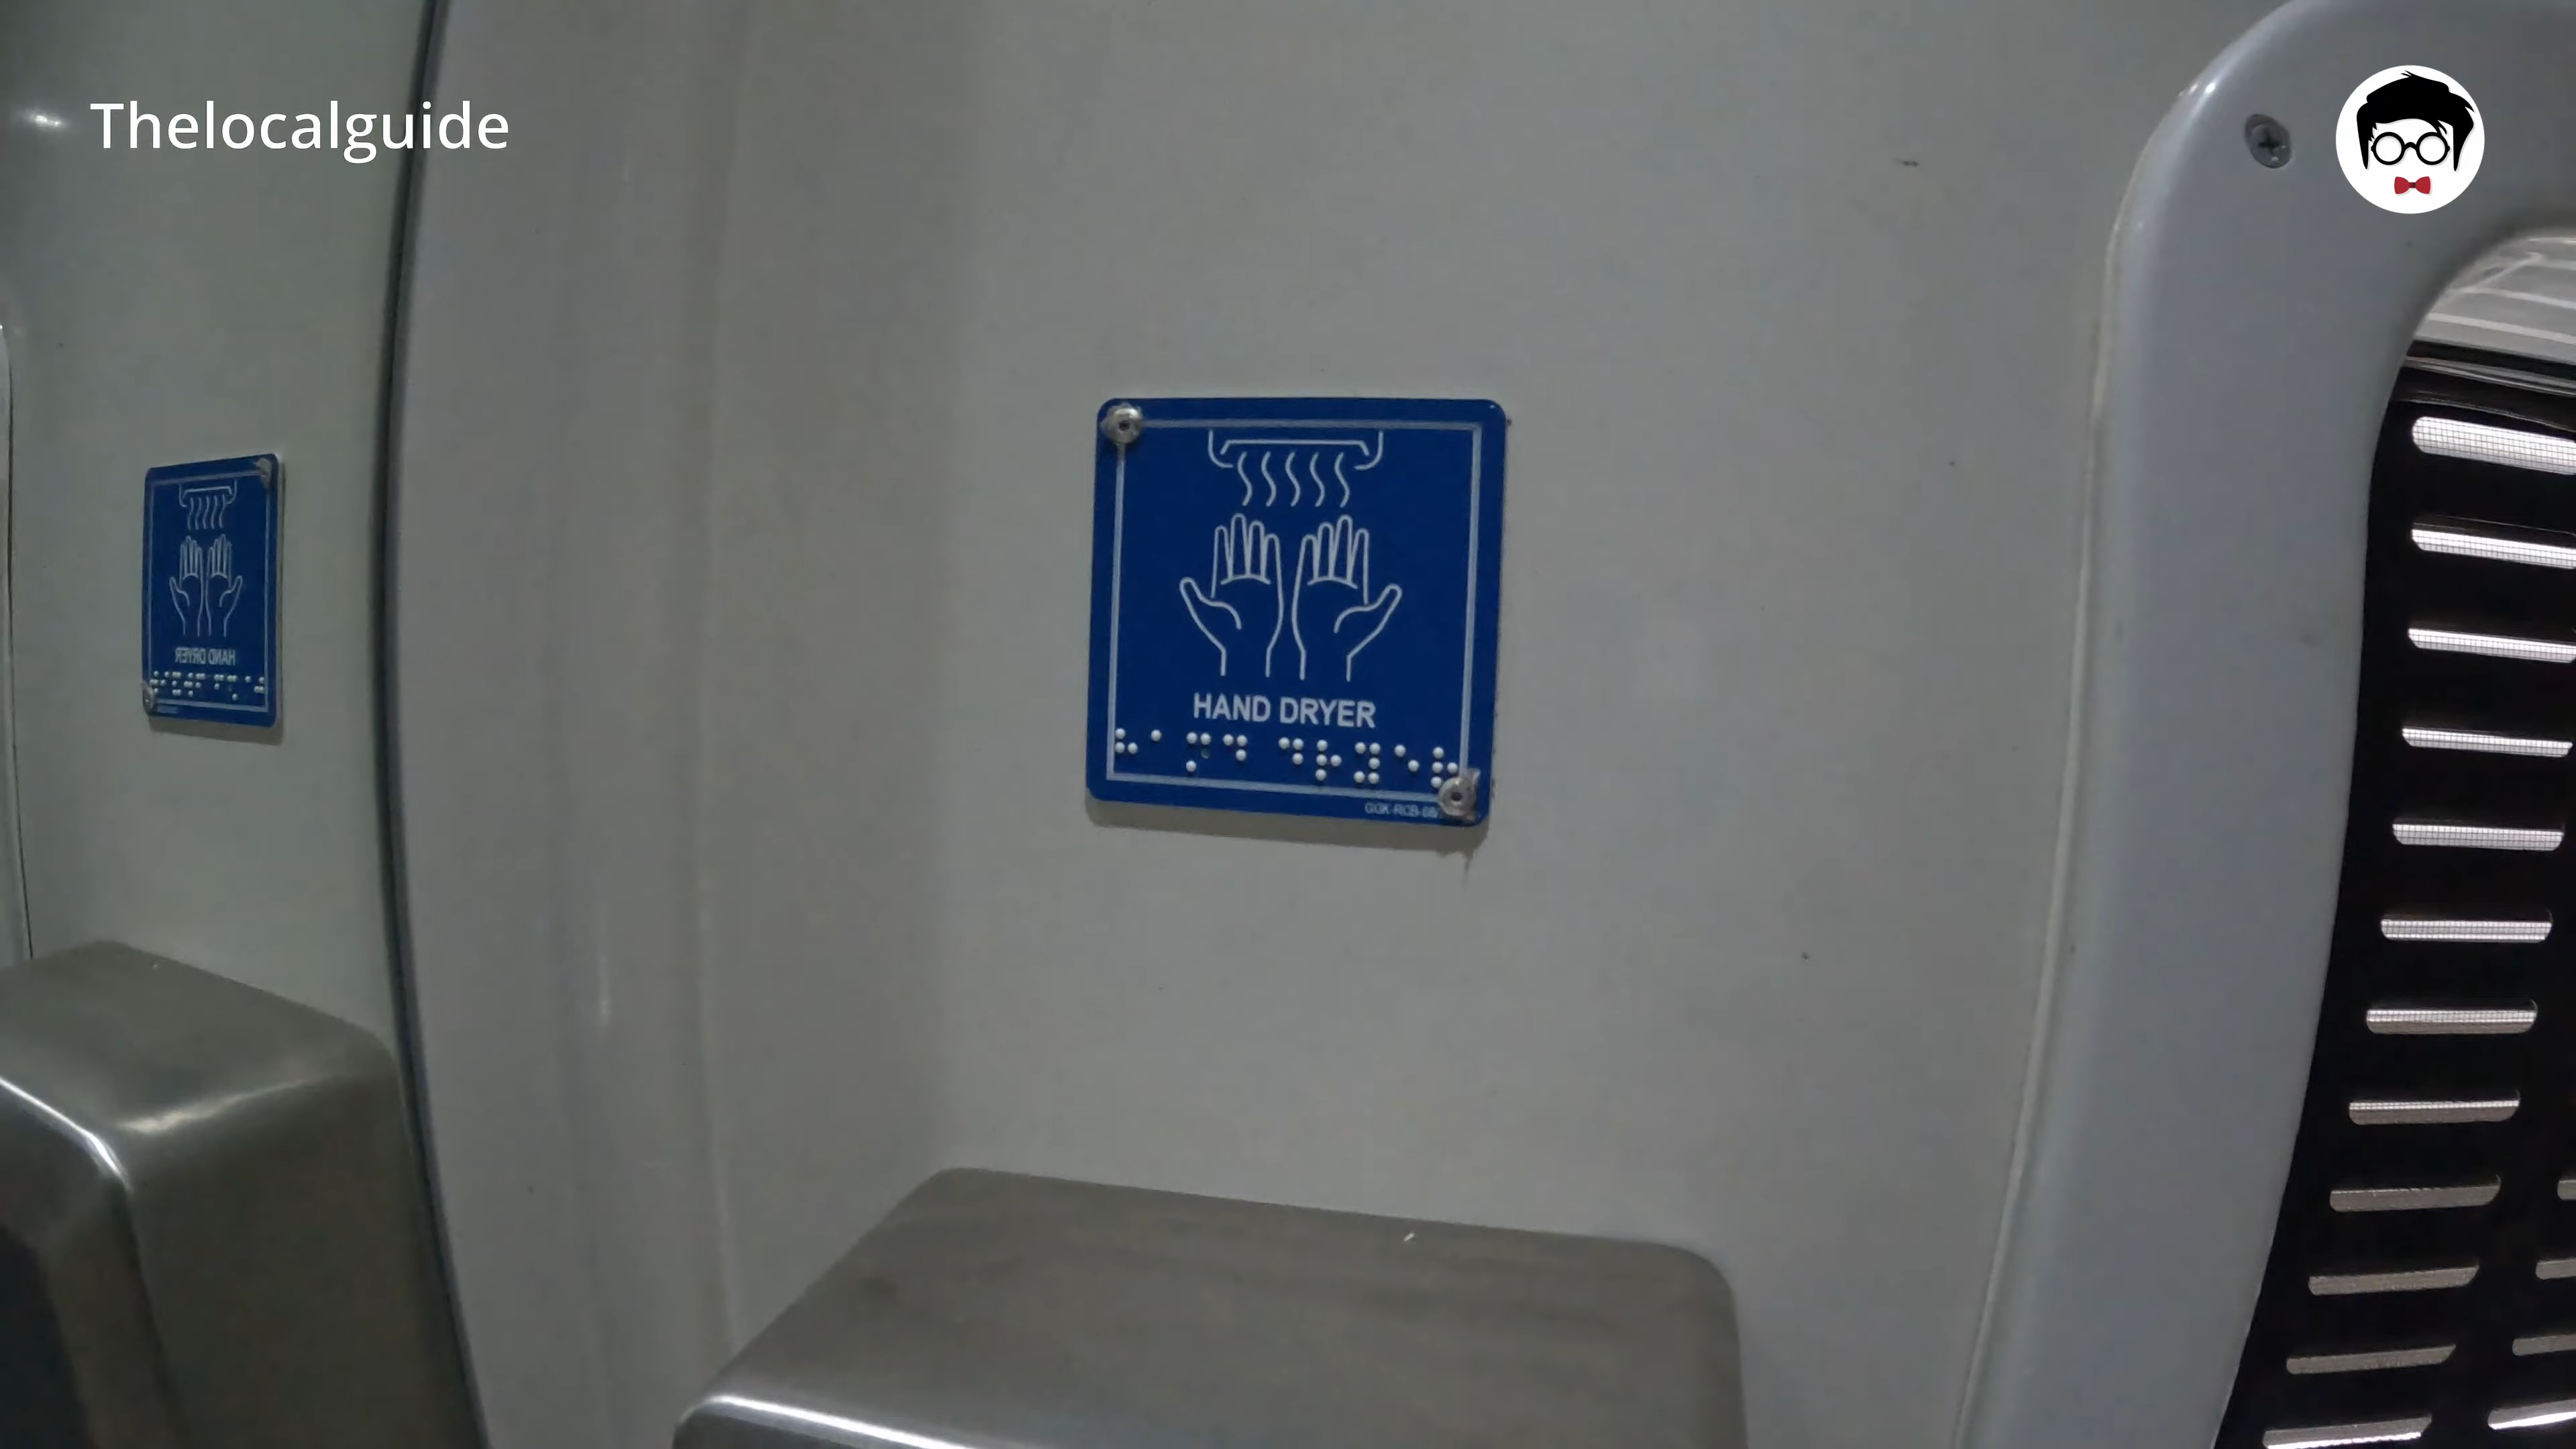 Thelocalguide
HAND DRYER
⠓⠁⠝⠙ ⠙⠗⠽⠑⠗
HAND DRYER